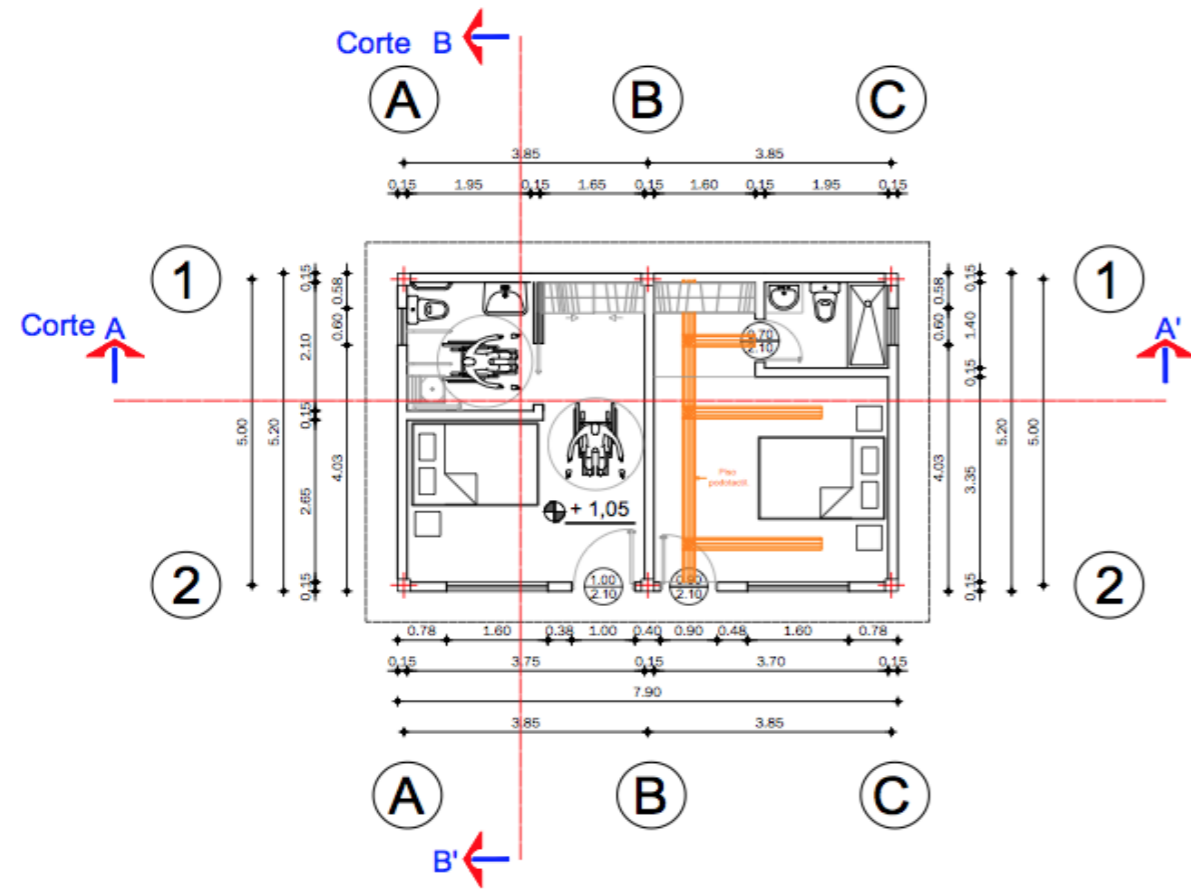 Corte B
A B C
3.85 3.85
0,15 1.95 0,15 1.65 0,15 1.60 0,15 1.95 0,15
1 1
Corte A A'
5.00 5.20 0,15 2.10 0,15 2.65 0,15 0.58 0.60 4.03
0.58 0.60 4.03 0,15 1.40 0,15 3.35 0,15 5.20 5.00
0.70
2.10
Piso
podotactil.
+ 1,05
2 2
1.00 0.90
2.10 2.10
0.78 1.60 0.38 1.00 0.40 0.90 0.48 1.60 0.78
0,15 3.75 0,15 3.70 0,15
7.90
3.85 3.85
A B C
B'